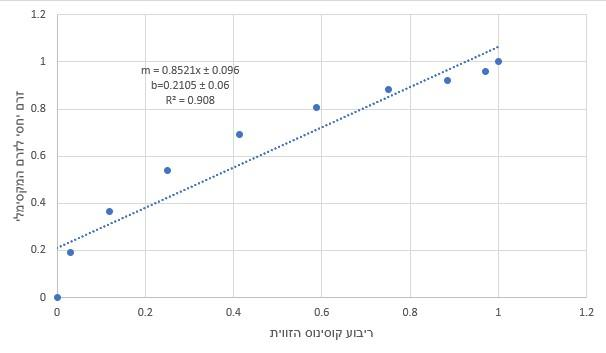 1.2
1
0.8
0.6
0.4
0.2
0
m = 0.8521x ± 0.096
b=0.2105 ± 0.06
R² = 0.908
זרם יחסי לזרם המקסימלי
0 0.2 0.4 0.6 0.8 1 1.2
ריבוע קוסינוס הזווית